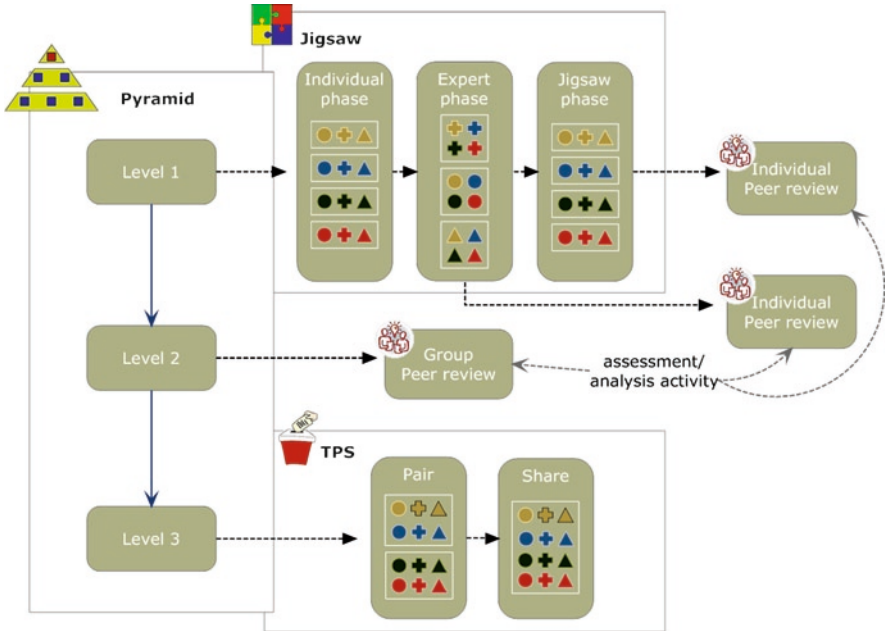 Jigsaw
Individual
phase
Expert
phase
Jigsaw
phase
Pyramid
Level 1
Individual
Peer review
Individual
Peer review
Level 2
Group
Peer review
assessment/
analysis activity
TPS
Pair
Share
Level 3